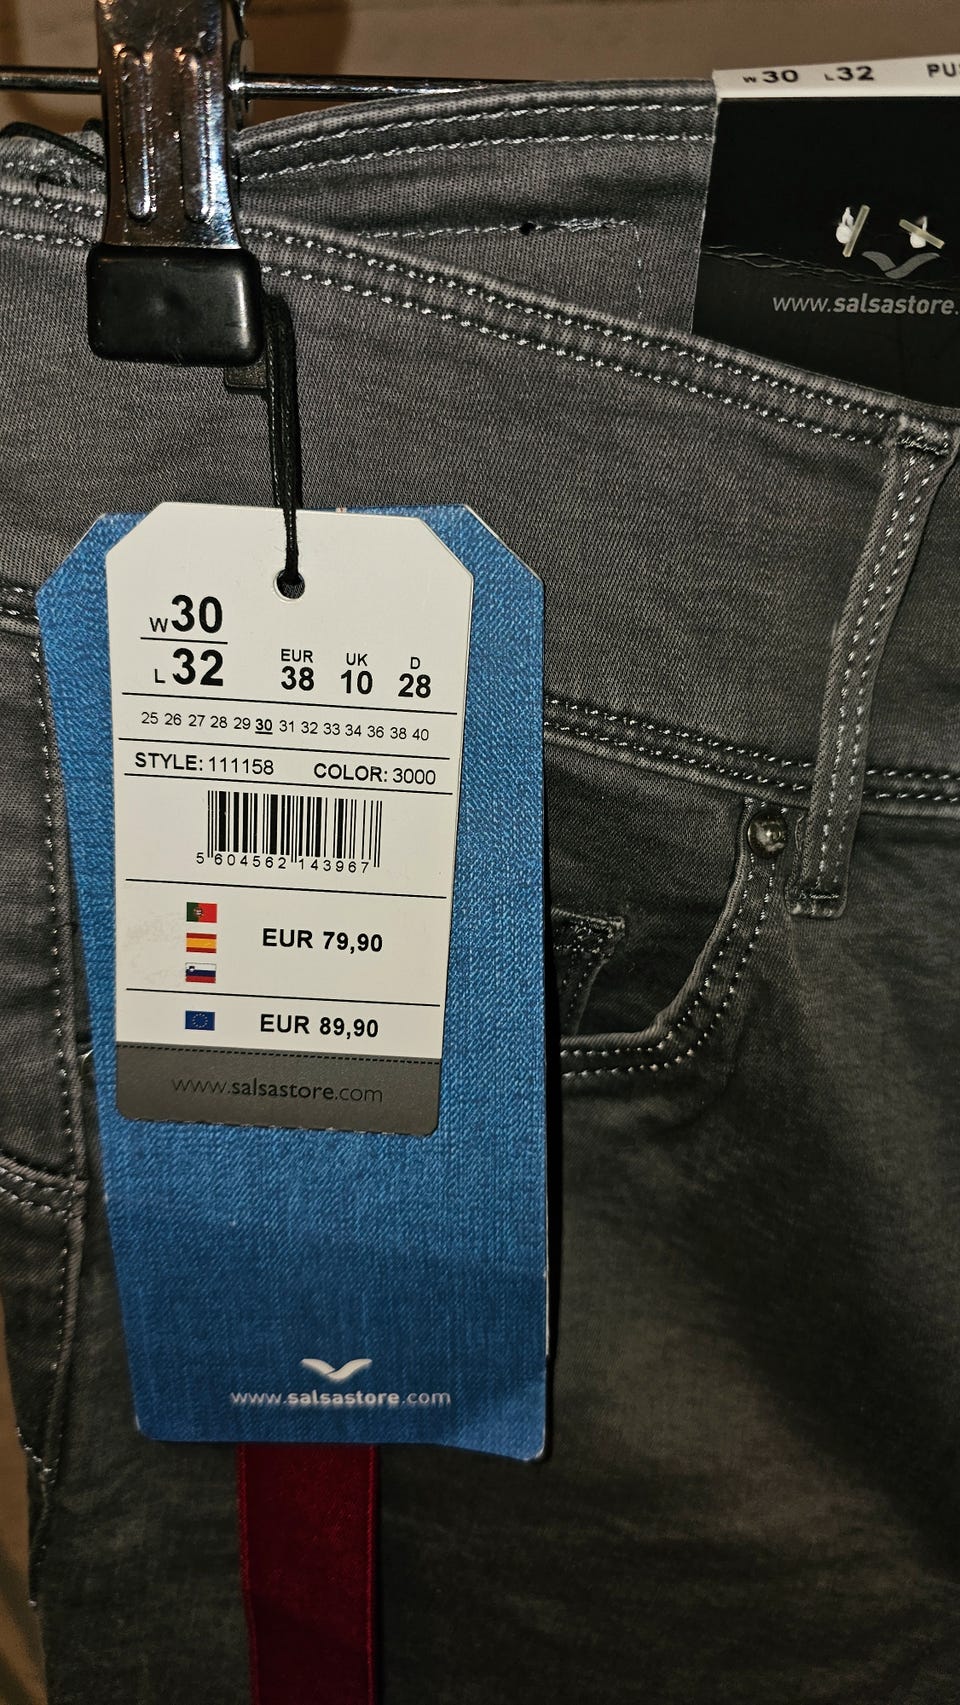 W30 L32 PUS
www.salsastore.
W30
L32
EUR UK D
38 10 28
25 26 27 28 29 30 31 32 33 34 36 38 40
STYLE: 111158 COLOR: 3000
5 604562 143967
EUR 79,90
EUR 89,90
www.salsastore.com
www.salsastore.com